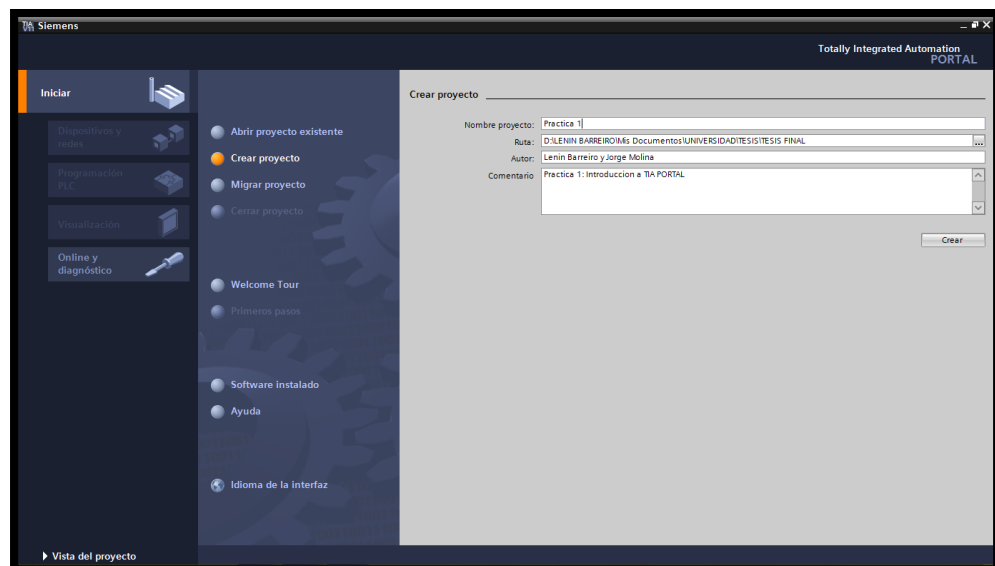 Siemens
Totally Integrated Automation
PORTAL
Iniciar
Dispositivos y
redes
Programación
PLC
Visualización
Online y
diagnóstico
Abrir proyecto existente
Crear proyecto
Migrar proyecto
Cerrar proyecto
Welcome Tour
Primeros pasos
Software instalado
Ayuda
Idioma de la interfaz
Crear proyecto
Nombre proyecto: Practica 1
Ruta: D:\LENIN BARREIRO\Mis Documentos\UNIVERSIDAD\TESIS\TESIS FINAL ...
Autor: Lenin Barreiro y Jorge Molina
Comentario Practica 1: Introduccion a TIA PORTAL
Crear
Vista del proyecto